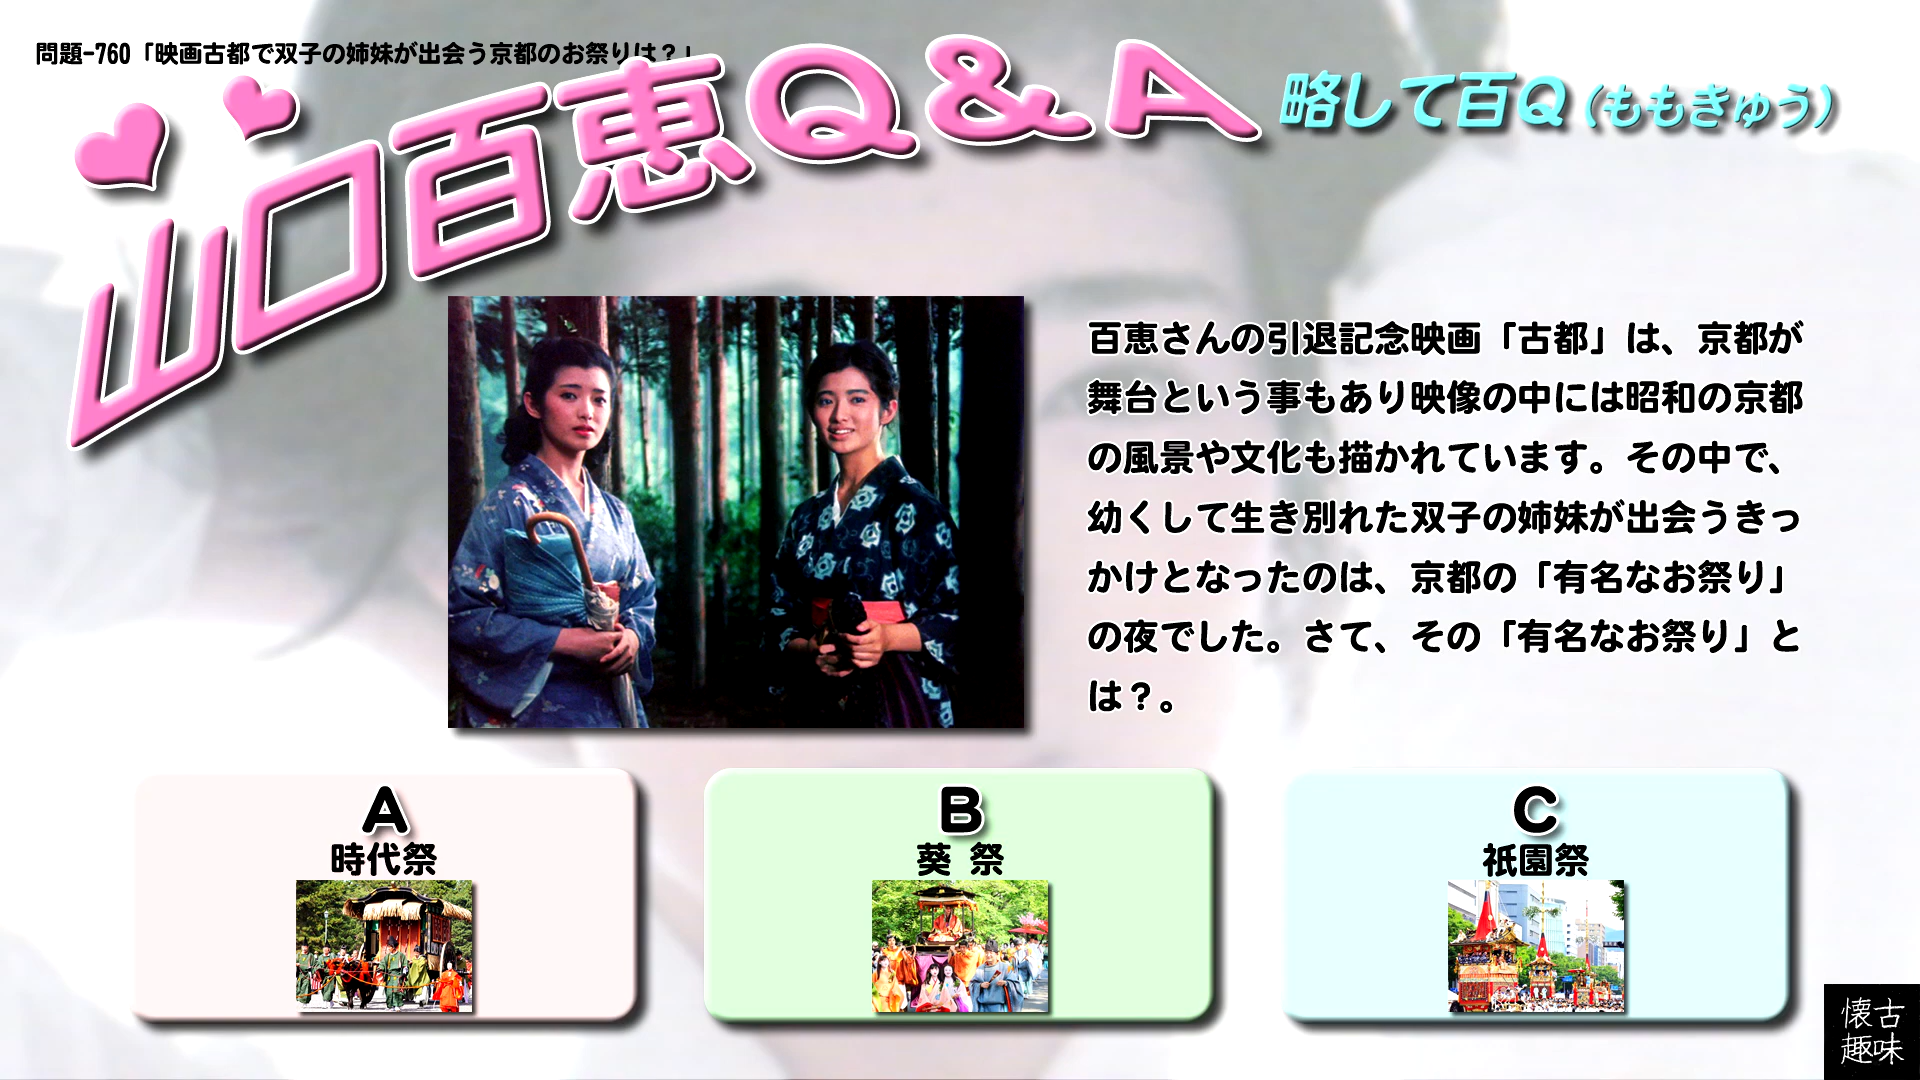 問題-760「映画古都で双子の姉妹が出会う京都のお祭りは？」
山口百恵Q&A
略して百Q（ももきゅう）
百恵さんの引退記念映画「古都」は、京都が
舞台という事もあり映像の中には昭和の京都
の風景や文化も描かれています。その中で、
幼くして生き別れた双子の姉妹が出会うきっ
かけとなったのは、京都の「有名なお祭り」
の夜でした。さて、その「有名なお祭り」と
は？。
A
時代祭
B
葵 祭
C
祇園祭
懐古
趣味